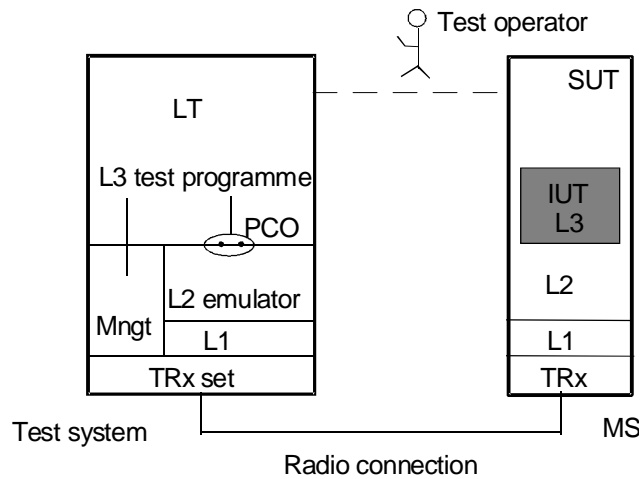 Test operator
SUT
LT
L3 test programme
IUT
L3
PCO
L2 emulator
L2
Mngt
L1
L1
TRx set
TRx
Test system
MS
Radio connection